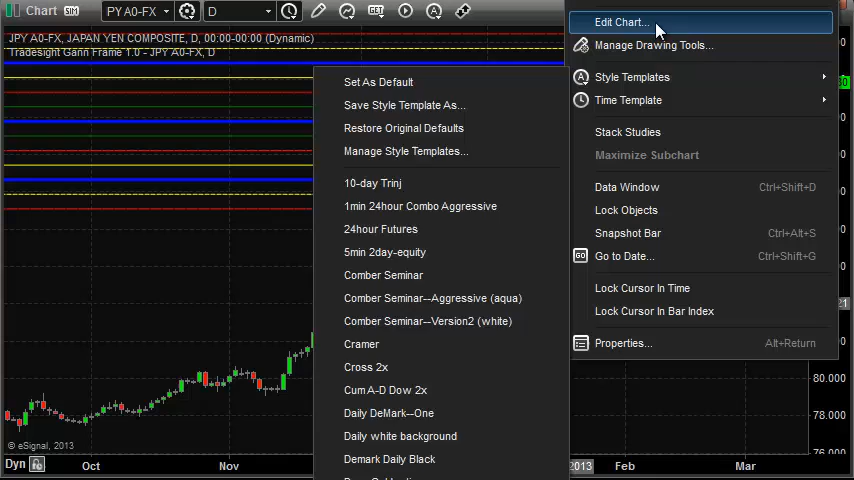 Chart JPY A0-FX D
JPY A0-FX, JAPAN YEN COMPOSITE, D, 00:00-00:00 (Dynamic)
Tradesight Gann Frame 1.0 - JPY A0-FX, D
Edit Chart...
Manage Drawing Tools...
Style Templates
Time Template
Stack Studies
Maximize Subchart
Data Window Ctrl+Shift+D
Lock Objects
Snapshot Bar Ctrl+Alt+S
GO Go to Date... Ctrl+Shift+G
Lock Cursor In Time
Lock Cursor In Bar Index
Properties... Alt+Return
Set As Default
Save Style Template As...
Restore Original Defaults
Manage Style Templates...
10-day Trinj
1min 24hour Combo Aggressive
24hour Futures
5min 2day-equity
Comber Seminar
Comber Seminar--Aggressive (aqua)
Comber Seminar--Version2 (white)
Cramer
Cross 2x
Cum A-D Dow 2x
Daily DeMark--One
Daily white background
Demark Daily Black
80.000
78.000
76.000
© eSignal, 2013
Dyn Oct Nov 2013 Feb Mar